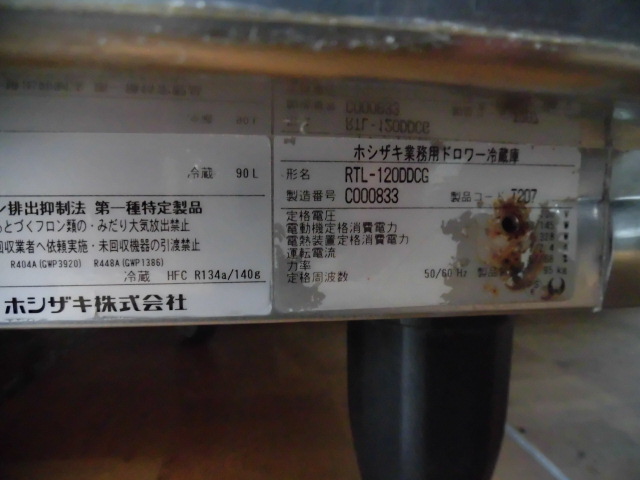 冷蔵 90L
ン排出抑制法 第一種特定製品
もとづくフロン類の・みだり大気放出禁止
回収業者へ依頼実施・未回収機器の引渡禁止
R404A(GWP3920) R448A(GWP1386)
冷蔵 HFC R134a/140g
ホシザキ株式会社
ホシザキ業務用ドロワー冷蔵庫
形名 RTL-120DDCG
製造番号 C000833 製品コード T207
定格電圧
電動機定格消費電力
電熱装置定格消費電力
運転電流
力率
定格周波数 50/60 Hz 製品